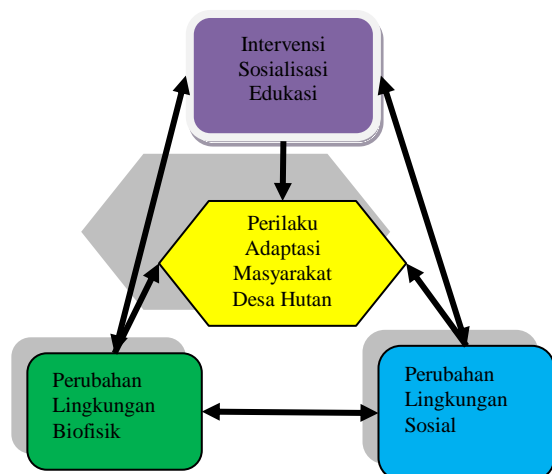 Intervensi
Sosialisasi
Edukasi
Perilaku
Adaptasi
Masyarakat
Desa Hutan
Perubahan
Lingkungan
Biofisik
Perubahan
Lingkungan
Sosial